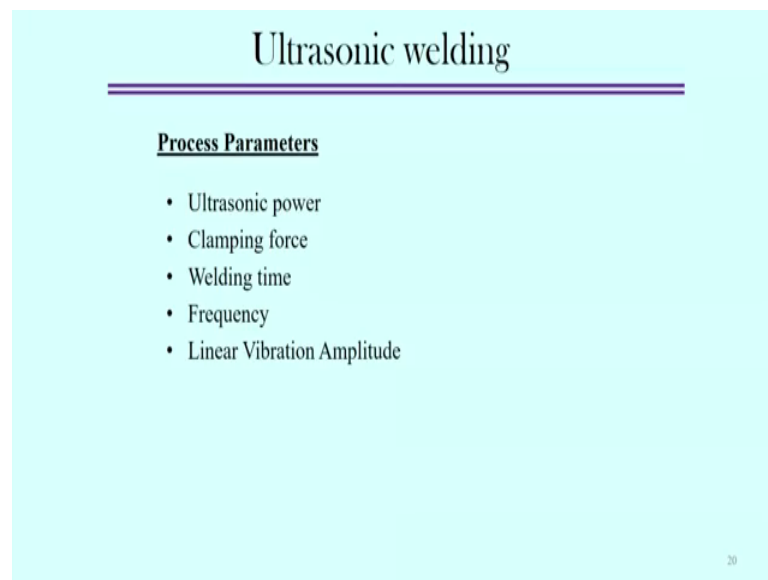 Ultrasonic welding
Process Parameters
• Ultrasonic power
• Clamping force
• Welding time
• Frequency
• Linear Vibration Amplitude
20